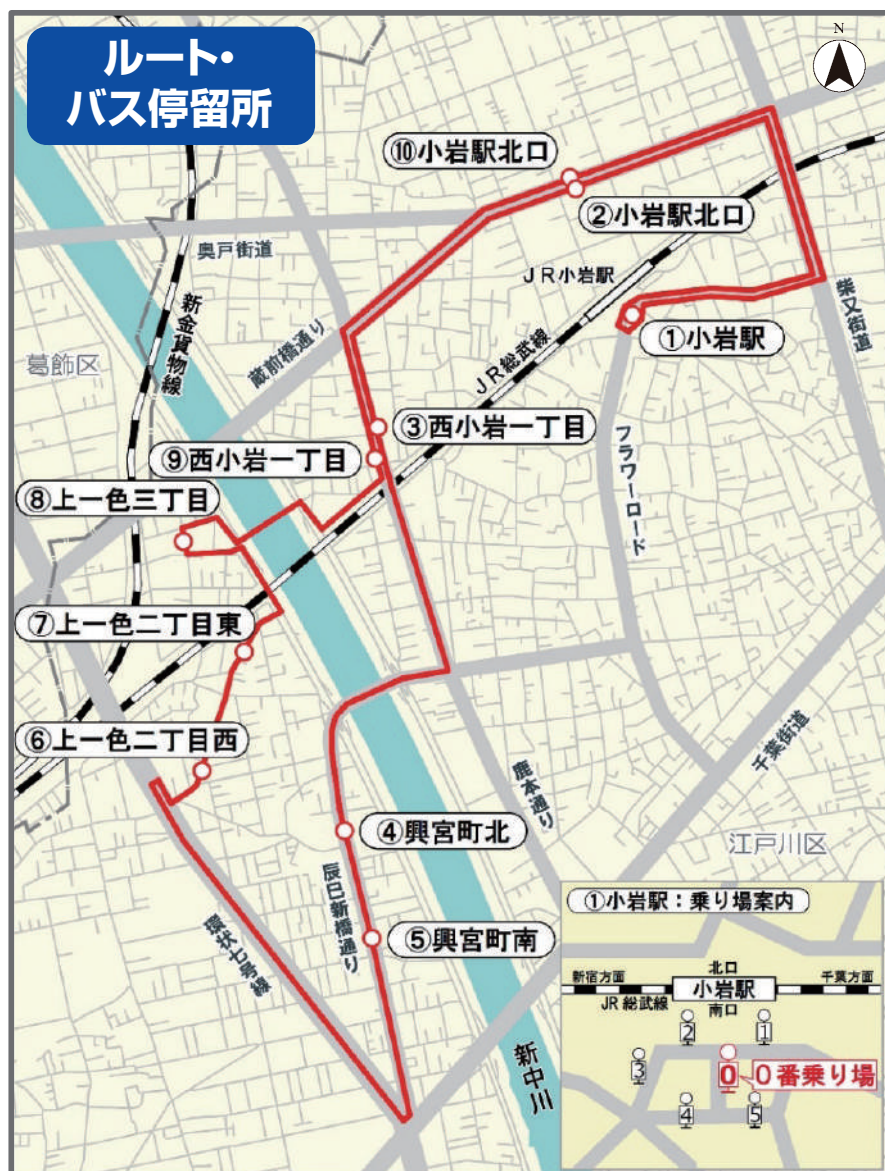 ルート・
バス停留所
N
⑩小岩駅北口
②小岩駅北口
奥戸街道
JR小岩駅
柴又街道
①小岩駅
新金貨物線
葛飾区
蔵前橋通り
JR総武線
③西小岩一丁目
⑨西小岩一丁目
フラワーロード
⑧上一色三丁目
⑦上一色二丁目東
⑥上一色二丁目西
千葉街道
鹿本通り
④興宮町北
江戸川区
辰巳新橋通り
⑤興宮町南
環状七号線
新中川
①小岩駅:乗り場案内
北口
新宿方面
千葉方面
小岩駅
JR総武線
南口
2
1
3
0
0番乗り場
4
5